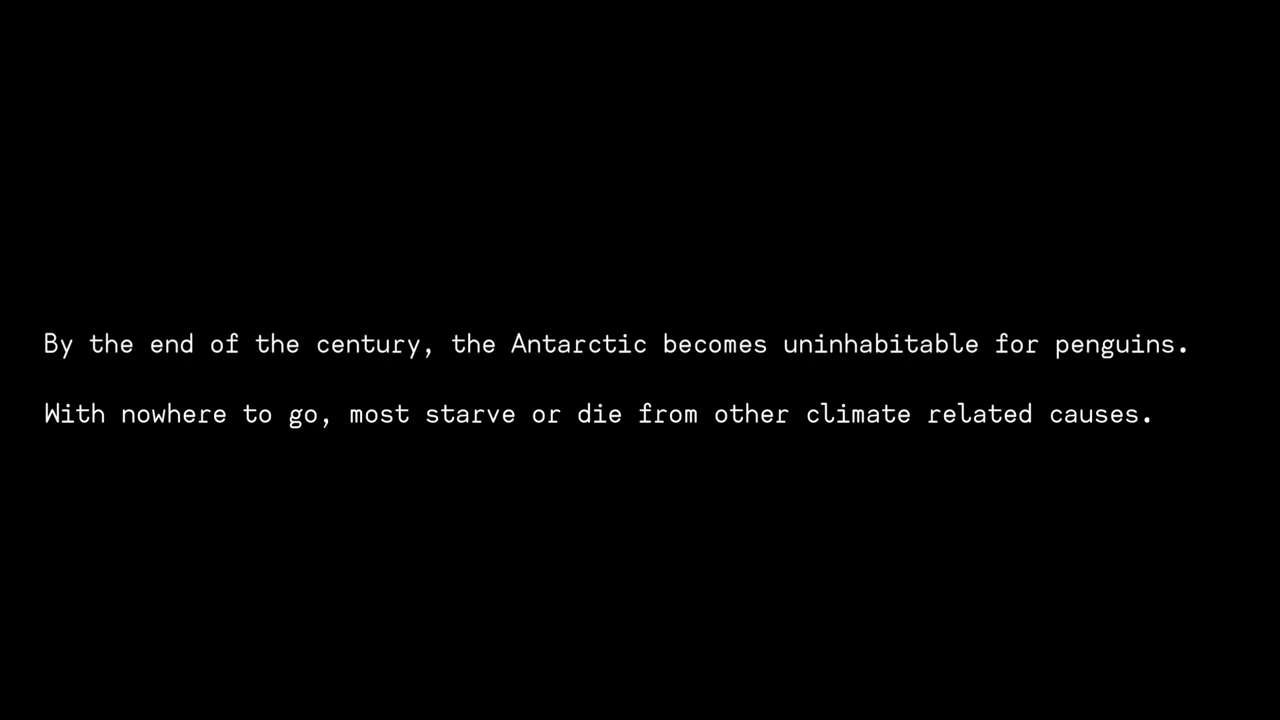 By the end of the century, the Antarctic becomes uninhabitable for penguins.
With nowhere to go, most starve or die from other climate related causes.